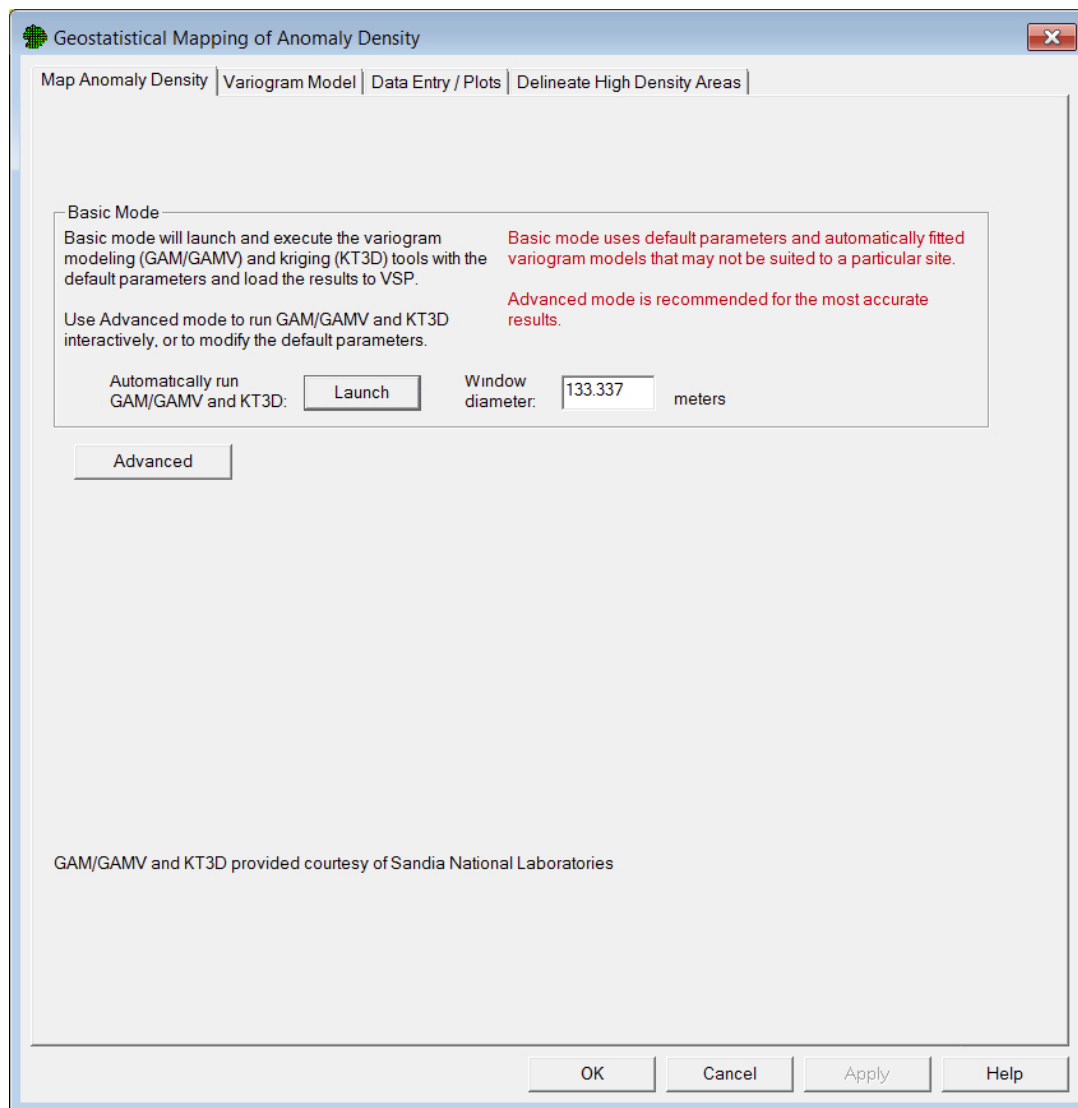 Geostatistical Mapping of Anomaly Density
Map Anomaly Density Variogram Model Data Entry / Plots Delineate High Density Areas
Basic Mode
Basic mode will launch and execute the variogram
modeling (GAM/GAMV) and kriging (KT3D) tools with the
default parameters and load the results to VSP.
Use Advanced mode to run GAM/GAMV and KT3D
interactively, or to modify the default parameters.
Basic mode uses default parameters and automatically fitted
variogram models that may not be suited to a particular site.
Advanced mode is recommended for the most accurate
results.
Automatically run
GAM/GAMV and KT3D:
Launch
Window
diameter:
133.337
meters
Advanced
GAM/GAMV and KT3D provided courtesy of Sandia National Laboratories
OK Cancel Apply Help